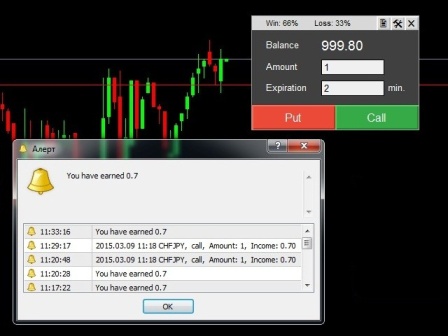 Win: 66% Loss: 33%
Balance 999.80
Amount 1
Expiration 2 min.
Put Call
Алерт
You have earned 0.7
11:33:16 You have earned 0.7
11:29:17 2015.03.09 11:18 CHFJPY, call, Amount: 1, Income: 0.70
11:20:48 2015.03.09 11:18 CHFJPY, call, Amount: 1, Income: 0.70
11:20:28 You have earned 0.7
11:17:22 You have earned 0.7
OK